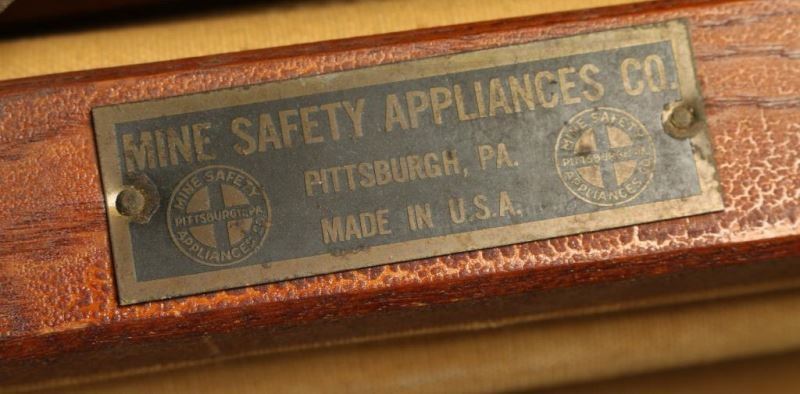 MINE SAFETY APPLIANCES CO.
PITTSBURGH, PA.
MADE IN U.S.A.
MINE SAFETY
PITTSBURGH, PA.
APPLIANCES CO.
MINE SAFETY
PITTSBURGH, PA.
APPLIANCES CO.